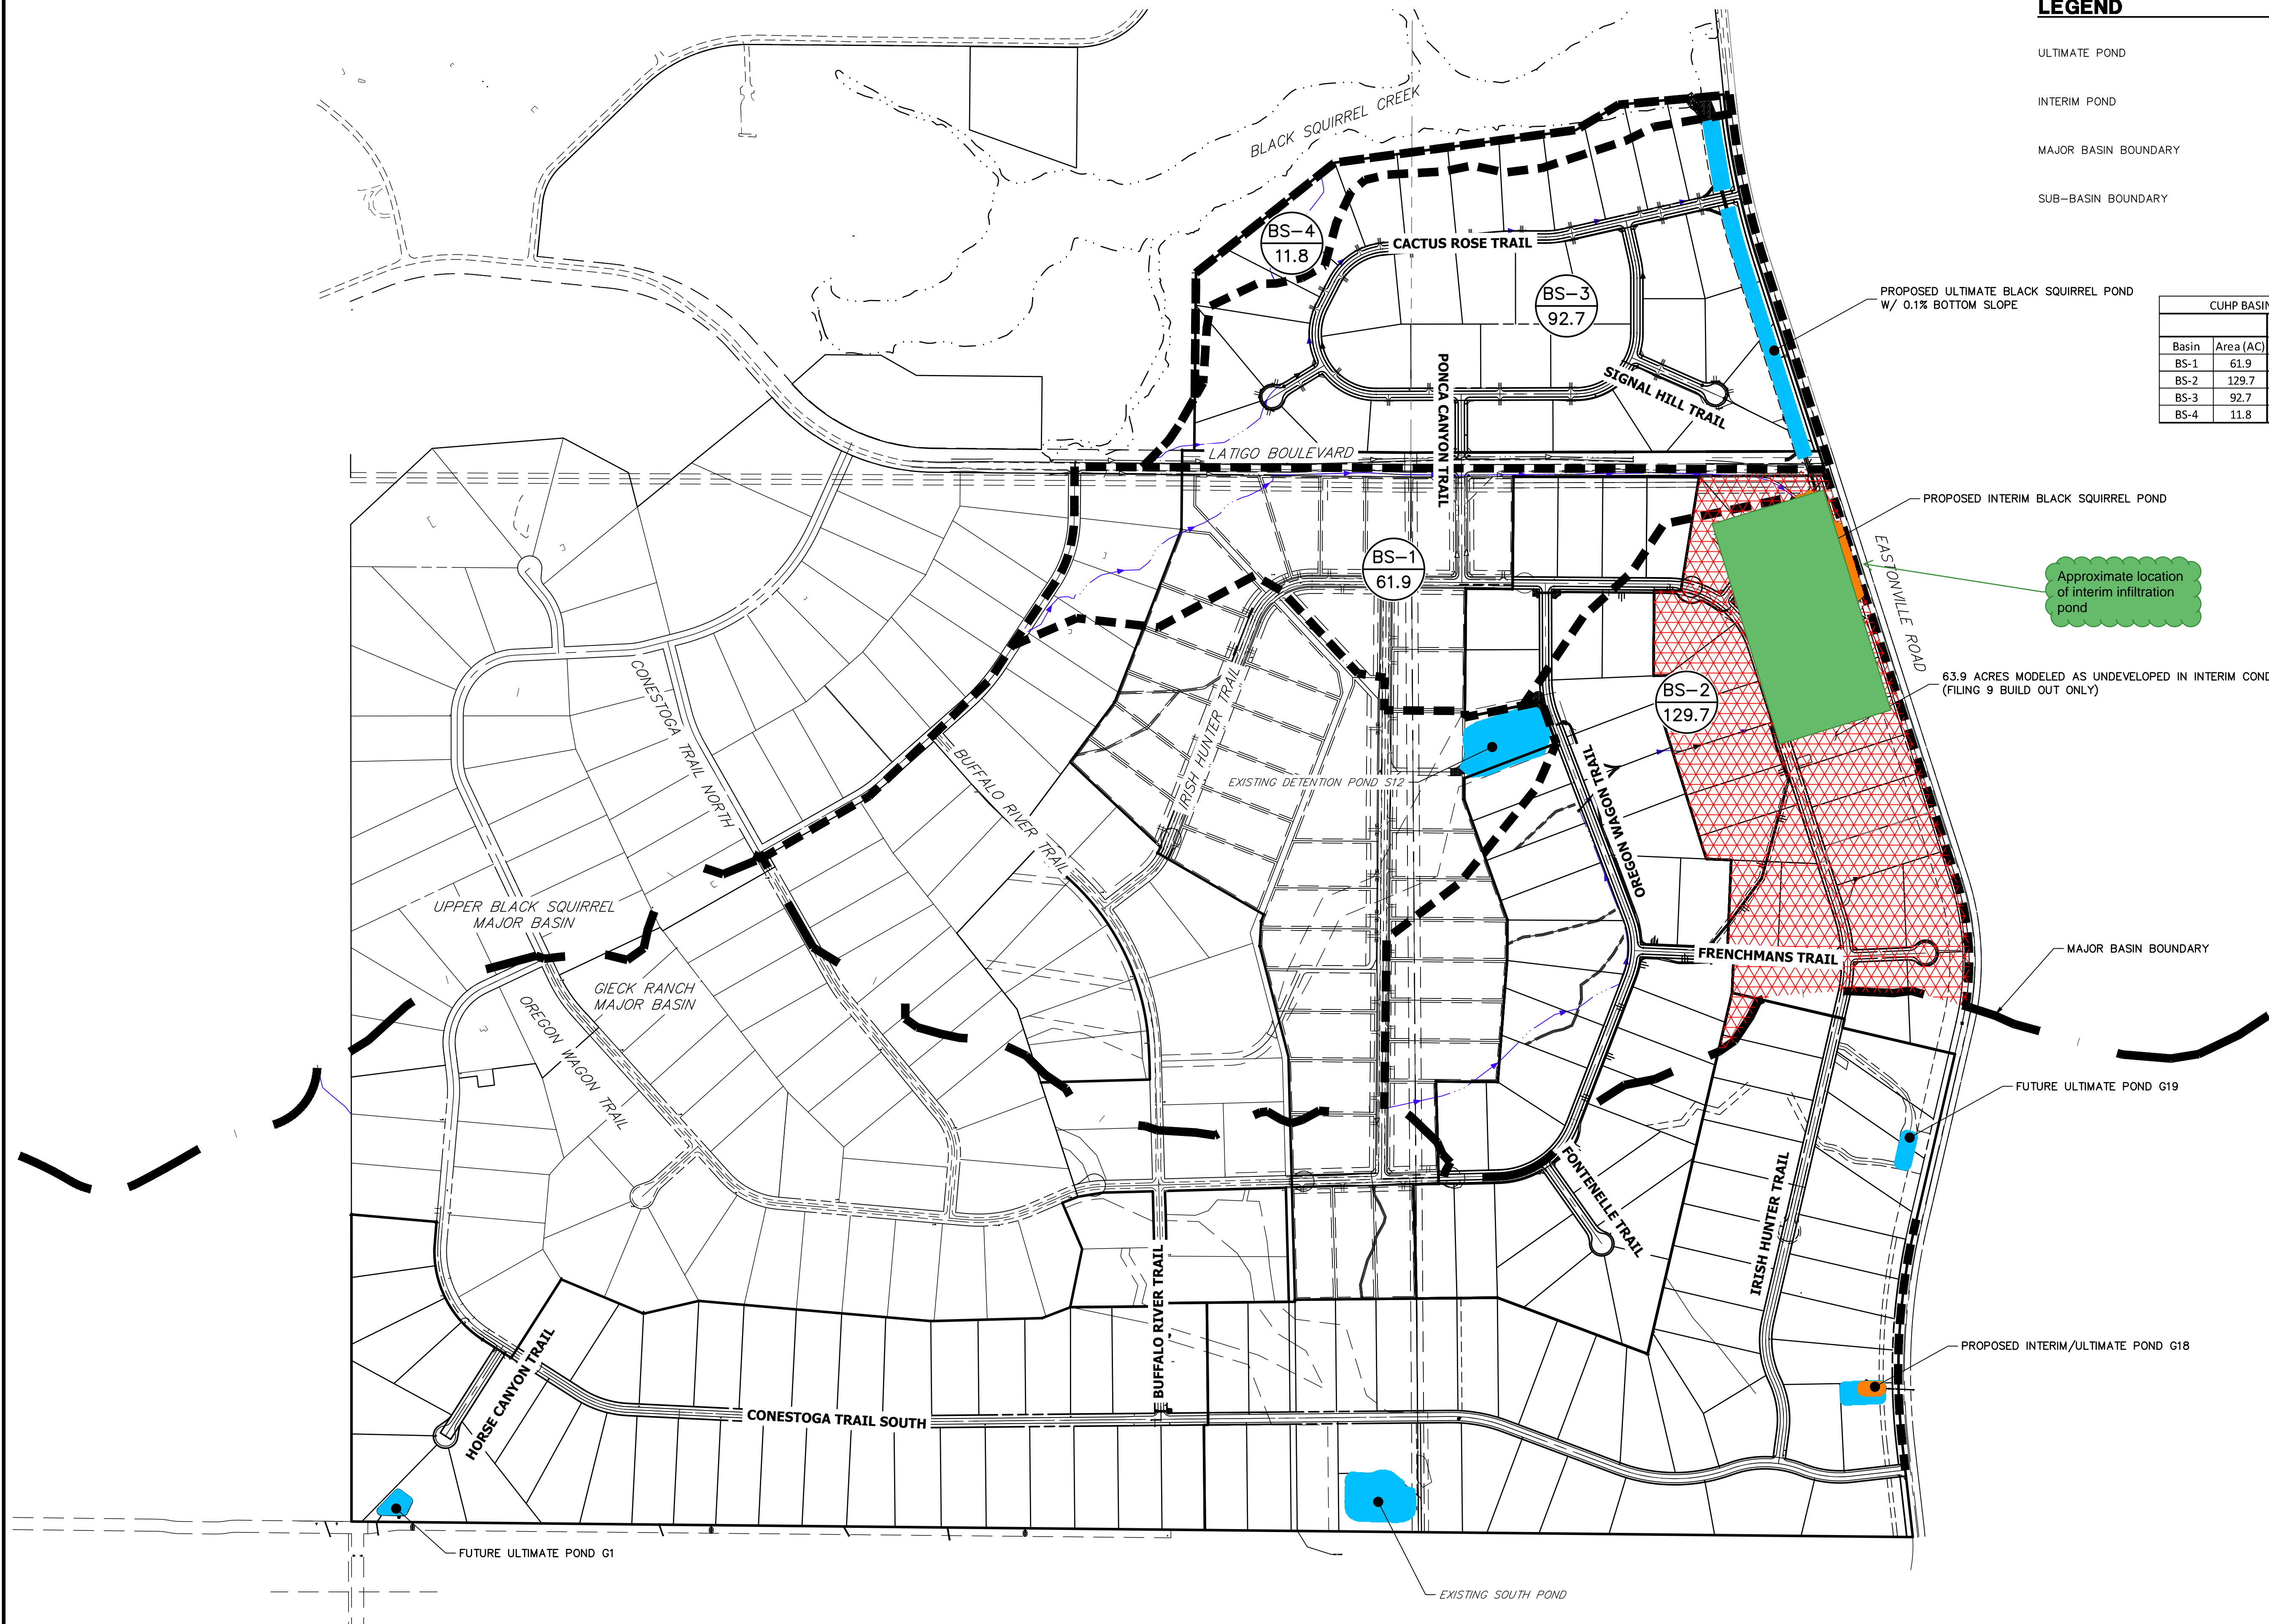 LEGEND
ULTIMATE POND
INTERIM POND
MAJOR BASIN BOUNDARY
SUB-BASIN BOUNDARY
BLACK SQUIRREL CREEK
BS-4
11.8
CACTUS ROSE TRAIL
BS-3
92.7
PROPOSED ULTIMATE BLACK SQUIRREL POND
W/ 0.1% BOTTOM SLOPE
CUHP BASIN
Basin Area (AC)
BS-1 61.9
BS-2 129.7
BS-3 92.7
BS-4 11.8
PONCA CANYON TRAIL
SIGNAL HILL TRAIL
LATIGO BOULEVARD
PROPOSED INTERIM BLACK SQUIRREL POND
EASTONVILLE ROAD
BS-1
61.9
Approximate location
of interim infiltration
pond
63.9 ACRES MODELED AS UNDEVELOPED IN INTERIM COND
(FILING 9 BUILD OUT ONLY)
BS-2
129.7
CONESTOGA TRAIL NORTH
IRISH HUNTER TRAIL
BUFFALO RIVER TRAIL
EXISTING DETENTION POND S12
OREGON WAGON TRAIL
UPPER BLACK SQUIRREL
MAJOR BASIN
FRENCHMANS TRAIL
MAJOR BASIN BOUNDARY
GIECK RANCH
MAJOR BASIN
OREGON WAGON TRAIL
FUTURE ULTIMATE POND G19
FONTENELLE TRAIL
IRISH HUNTER TRAIL
BUFFALO RIVER TRAIL
PROPOSED INTERIM/ULTIMATE POND G18
HORSE CANYON TRAIL
CONESTOGA TRAIL SOUTH
FUTURE ULTIMATE POND G1
EXISTING SOUTH POND